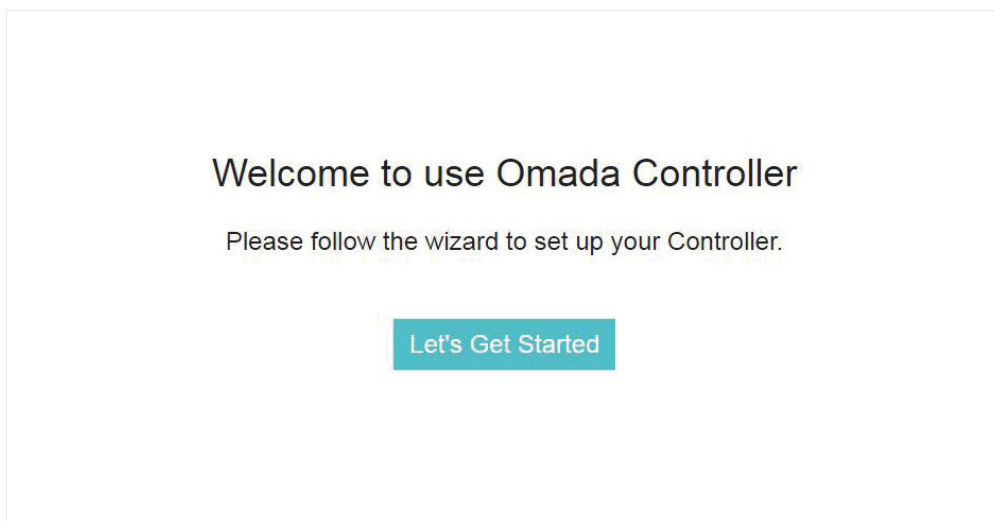 Welcome to use Omada Controller
Please follow the wizard to set up your Controller.
Let's Get Started